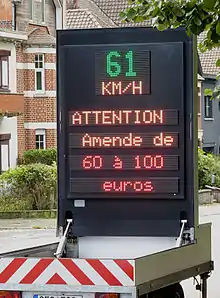 61
KM/H
ATTENTION
Amende de
60 à 100
euros